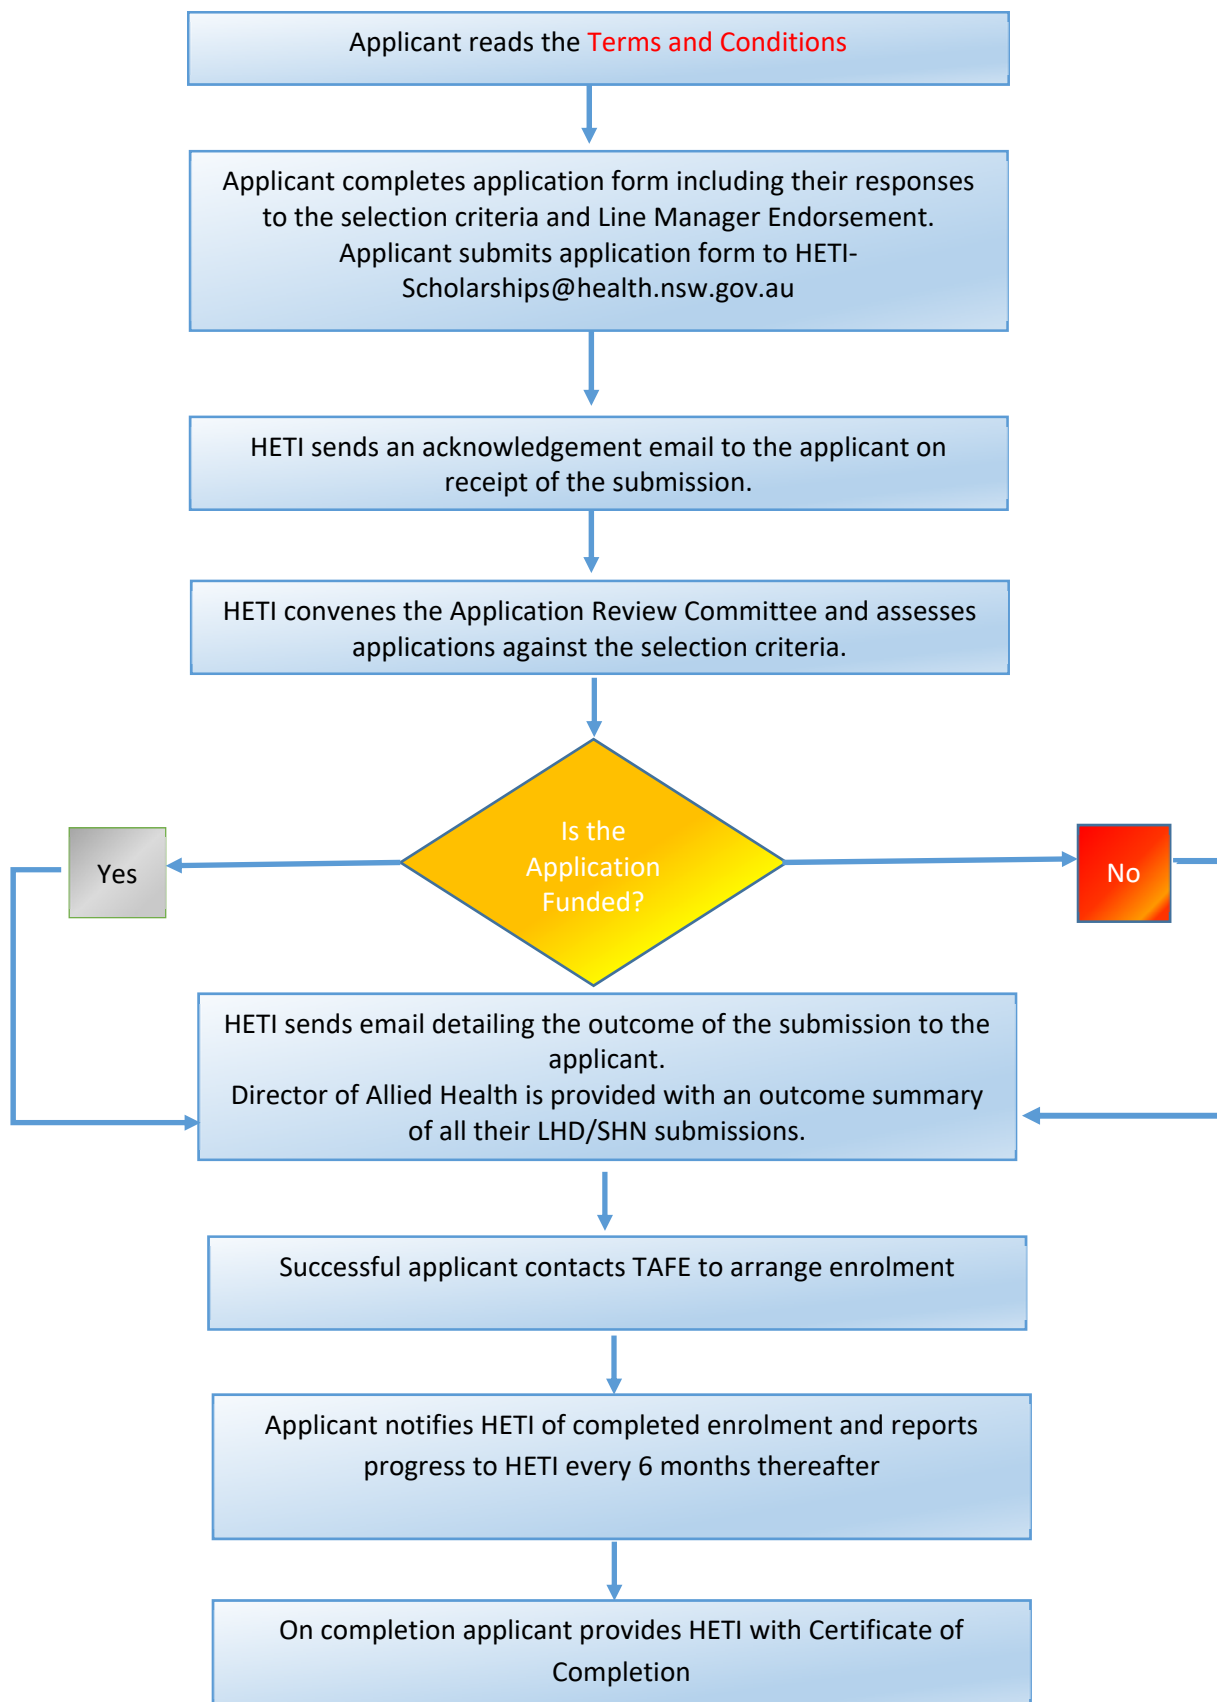 Applicant reads the Terms and Conditions
Applicant completes application form including their responses
to the selection criteria and Line Manager Endorsement.
Applicant submits application form to HETI-
Scholarships@health.nsw.gov.au
HETI sends an acknowledgement email to the applicant on
receipt of the submission.
HETI convenes the Application Review Committee and assesses
applications against the selection criteria.
Is the
Application
Funded?
Yes
No
HETI sends email detailing the outcome of the submission to the
applicant.
Director of Allied Health is provided with an outcome summary
of all their LHD/SHN submissions.
Successful applicant contacts TAFE to arrange enrolment
Applicant notifies HETI of completed enrolment and reports
progress to HETI every 6 months thereafter
On completion applicant provides HETI with Certificate of
Completion